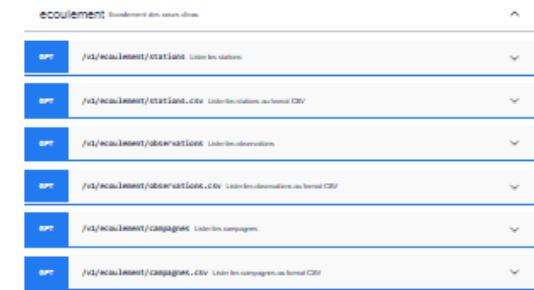 ecoulement Ecoulement des cours d'eau
GET /v1/ecoulement/stations Lister les stations
GET /v1/ecoulement/stations.csv Lister les stations au format CSV
GET /v1/ecoulement/observations Lister les observations
GET /v1/ecoulement/observations.csv Lister les observations au format CSV
GET /v1/ecoulement/campagnes Lister les campagnes
GET /v1/ecoulement/campagnes.csv Lister les campagnes au format CSV